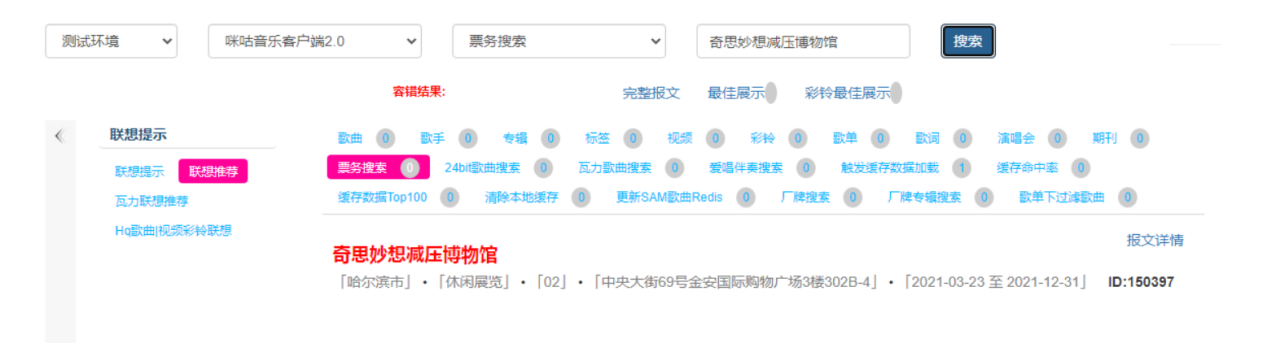 测试环境 咪咕音乐客户端2.0 票务搜索 奇思妙想减压博物馆 搜索
容错结果: 完整报文 最佳展示 彩铃最佳展示
联想提示
联想提示 联想推荐
瓦力联想推荐
Hq歌曲|视频彩铃联想
歌曲 0 歌手 0 专辑 0 标签 0 视频 0 彩铃 0 歌单 0 歌词 0 演唱会 0 期刊 0
票务搜索 0 24bit歌曲搜索 0 瓦力歌曲搜索 0 爱唱伴奏搜索 0 触发缓存数据加载 1 缓存命中率 0
缓存数据Top100 0 清除本地缓存 0 更新SAM歌曲Redis 0 厂牌搜索 0 厂牌专辑搜索 0 歌单下过滤歌曲 0
报文详情
奇思妙想减压博物馆
「哈尔滨市」 • 「休闲展览」 • 「02」 • 「中央大街69号金安国际购物广场3楼302B-4」 • 「2021-03-23 至 2021-12-31」 ID:150397